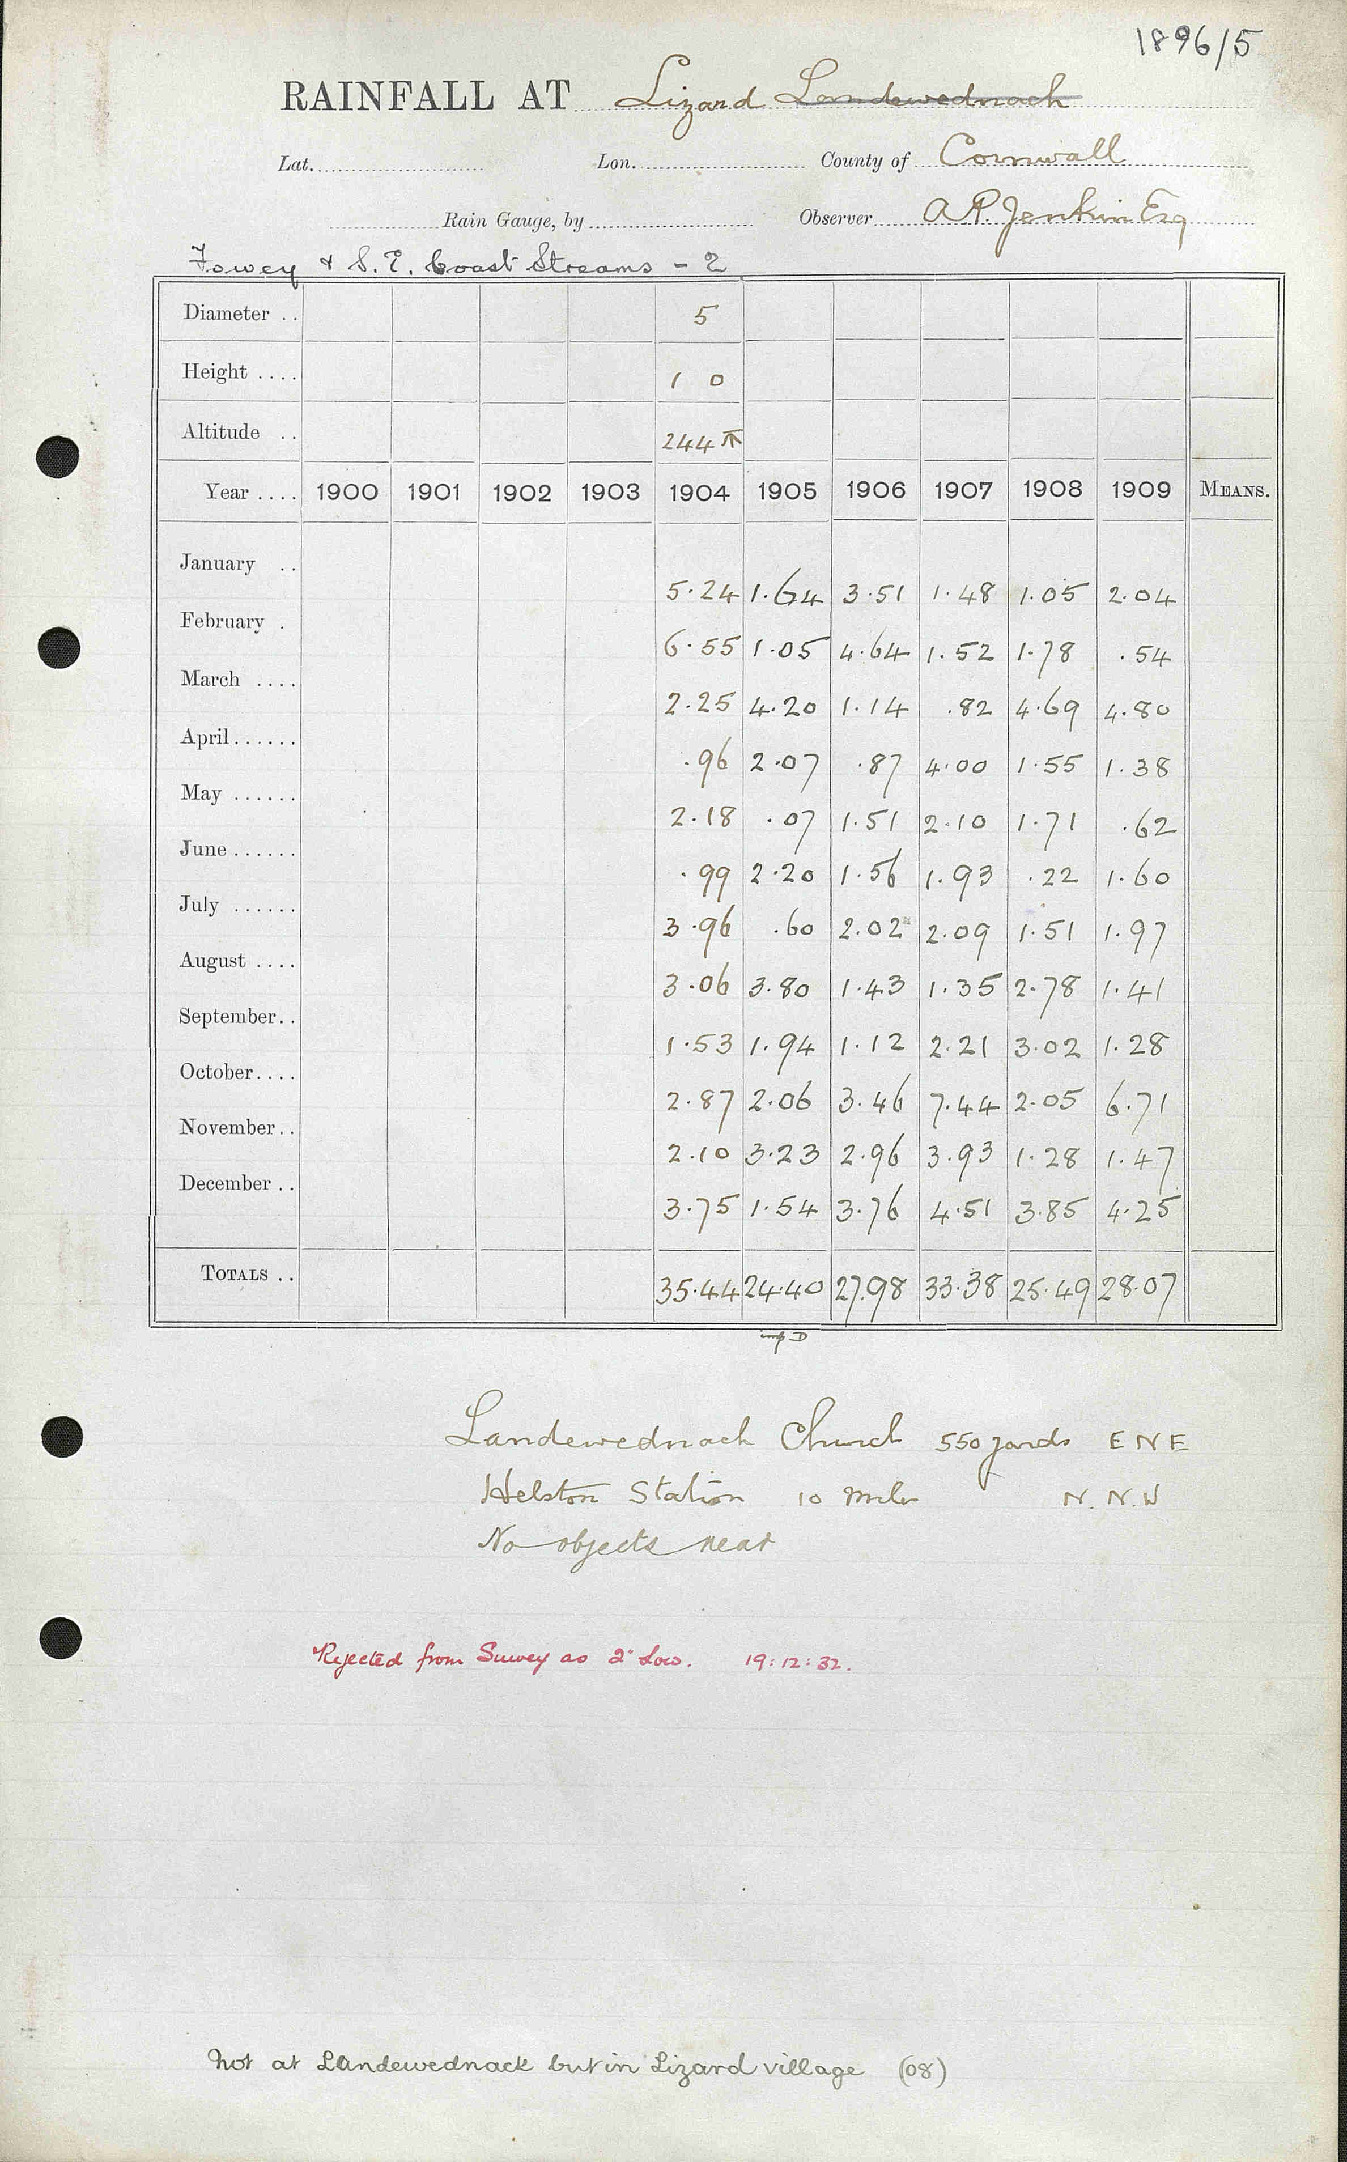 1896/5
RAINFALL AT Lizard Landewednack
Lat. Lon. County of Cornwall
Rain Gauge, by Observer A.P. Jenkin Esq
Fowey & S.E. Coast Streams - 2
Diameter .. 5
Height .... 1 0
Altitude .. 244
Year .... 1900 1901 1902 1903 1904 1905 1906 1907 1908 1909 MEANS.
January .. 5.24 1.64 3.51 1.48 1.05 2.04
February . 6.55 1.05 4.64 1.52 1.78 .54
March .... 2.25 4.20 1.14 .82 4.69 4.80
April...... .96 2.07 .87 4.00 1.55 1.38
May ...... 2.18 .07 1.51 2.10 1.71 .62
June...... .99 2.20 1.56 1.93 .22 1.60
July ...... 3.96 .60 2.02 2.09 1.51 1.97
August .... 3.06 3.80 1.43 1.35 2.78 1.41
September.. 1.53 1.94 1.12 2.21 3.02 1.28
October.... 2.87 2.06 3.46 7.44 2.05 6.71
November.. 2.10 3.23 2.96 3.93 1.28 1.47
December .. 3.75 1.54 3.76 4.51 3.85 4.25
TOTALS .. 35.44 24.40 27.98 33.38 25.49 28.07
Landewednack Church 550 yards E N E
Helston Station 10 miles N. N. W
No objects near
Rejected from Survey as 2" low. 19:12:32.
Not at Landewednack but in Lizard village (08)